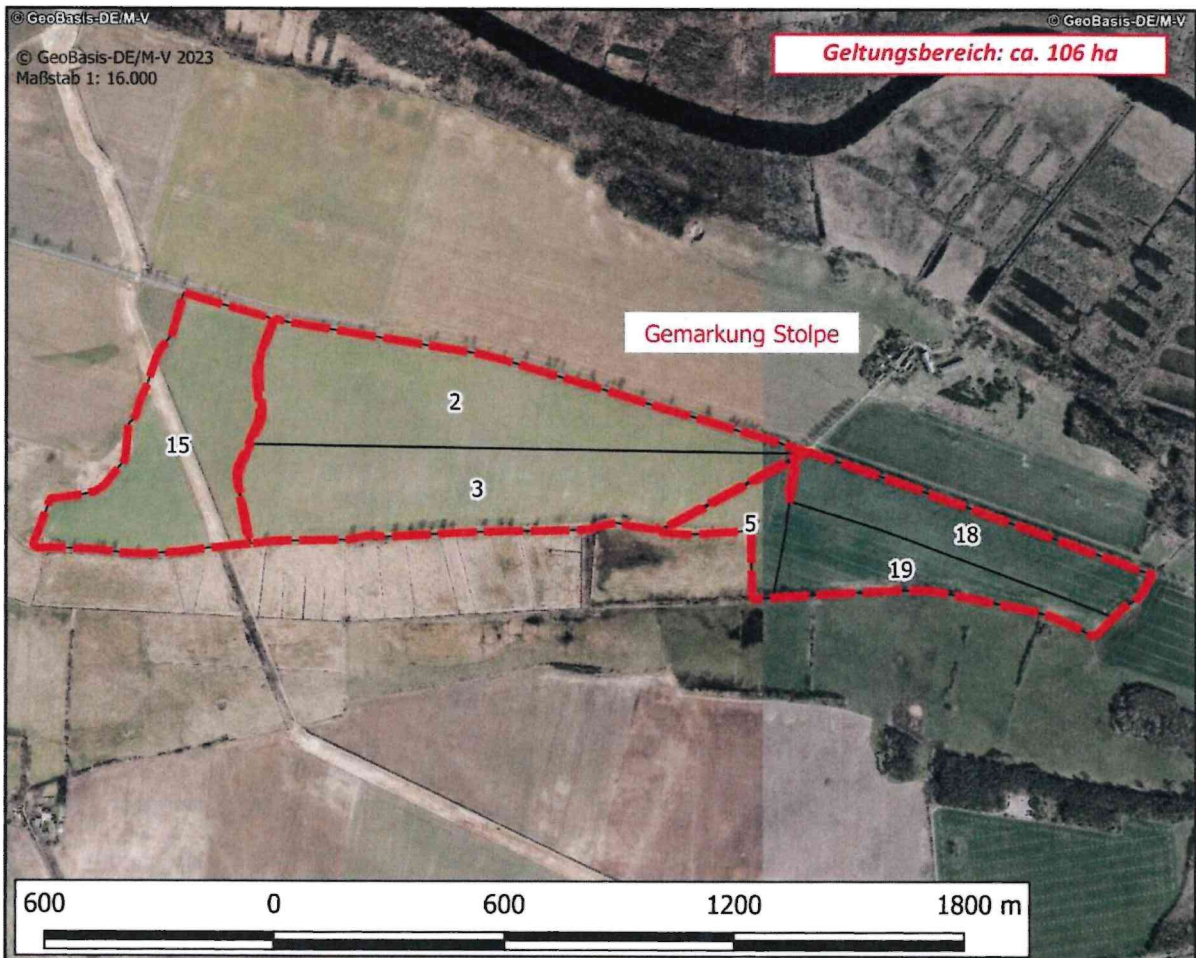 © GeoBasis-DE/M-V
© GeoBasis-DE/M-V
© GeoBasis-DE/M-V 2023
Maßstab 1: 16.000
Geltungsbereich: ca. 106 ha
Gemarkung Stolpe
2
15
3
5
18
19
600 0 600 1200 1800 m